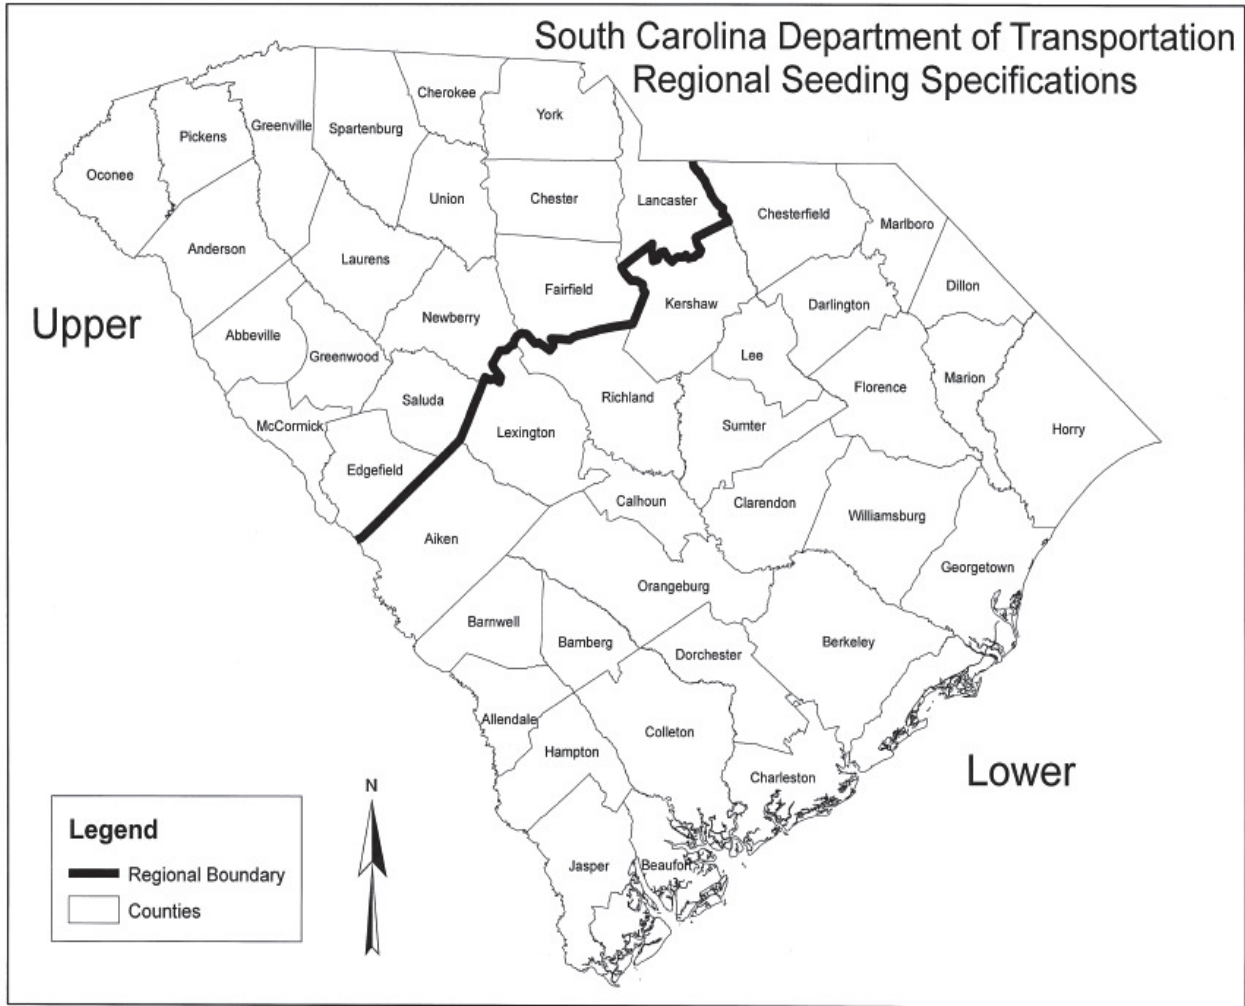 South Carolina Department of Transportation
Regional Seeding Specifications
Cherokee
York
Greenville
Spartenburg
Pickens
Oconee
Union
Chester
Lancaster
Chesterfield
Marlboro
Anderson
Laurens
Fairfield
Kershaw
Darlington
Dillon
Upper
Newberry
Abbeville
Greenwood
Lee
Florence
Marion
Saluda
Richland
McCormick
Lexington
Sumter
Horry
Edgefield
Calhoun
Clarendon
Williamsburg
Aiken
Georgetown
Orangeburg
Barnwell
Bamberg
Dorchester
Berkeley
Allendale
Colleton
Hampton
Charleston
Lower
N
Legend
Regional Boundary
Counties
Jasper
Beaufort